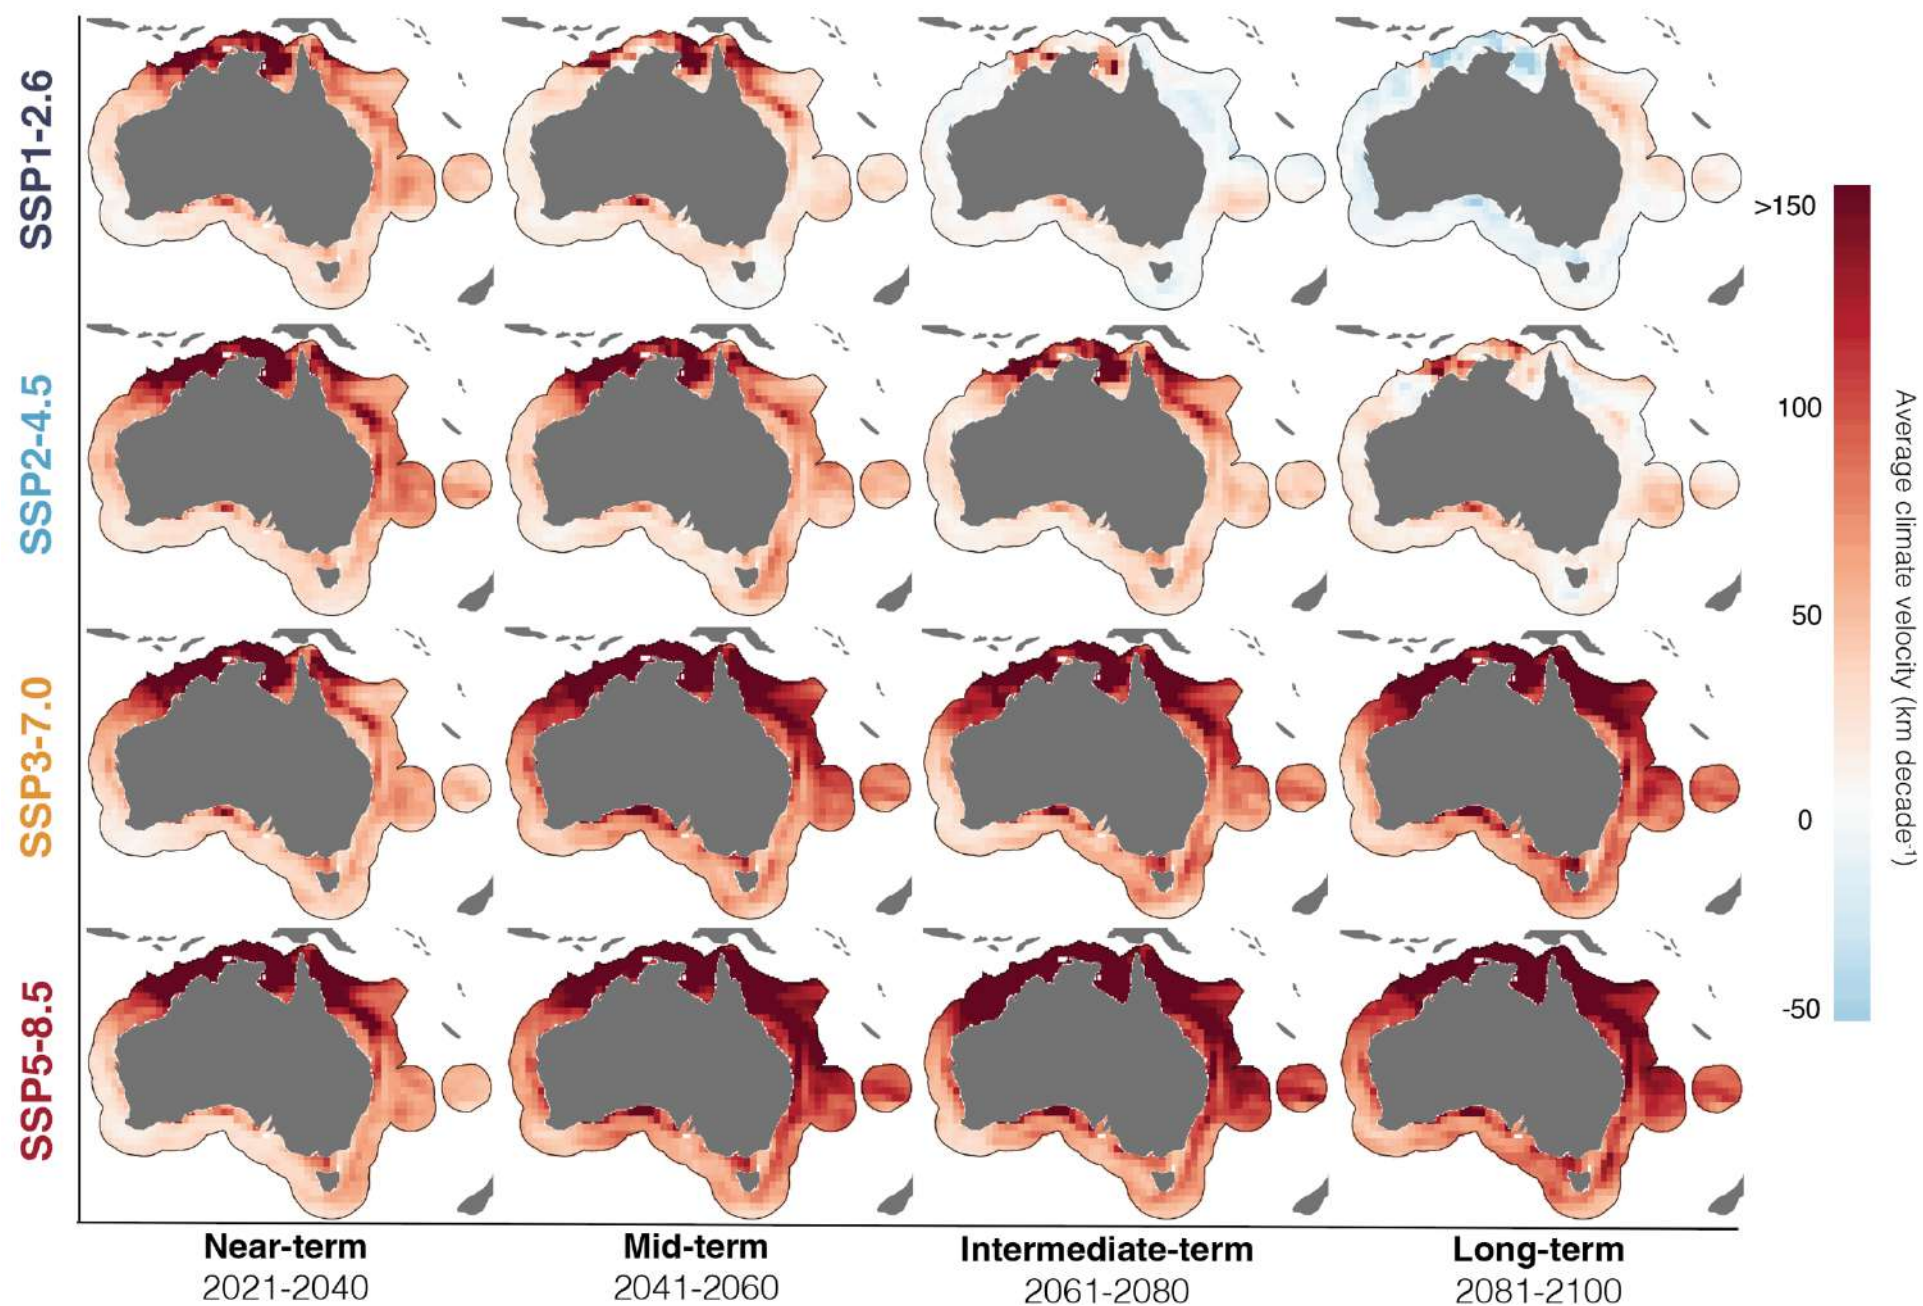 SSP1-2.6
SSP2-4.5
SSP3-7.0
SSP5-8.5
>150
100
50
0
-50
Average climate velocity (km decade⁻¹)
Near-term
2021-2040
Mid-term
2041-2060
Intermediate-term
2061-2080
Long-term
2081-2100